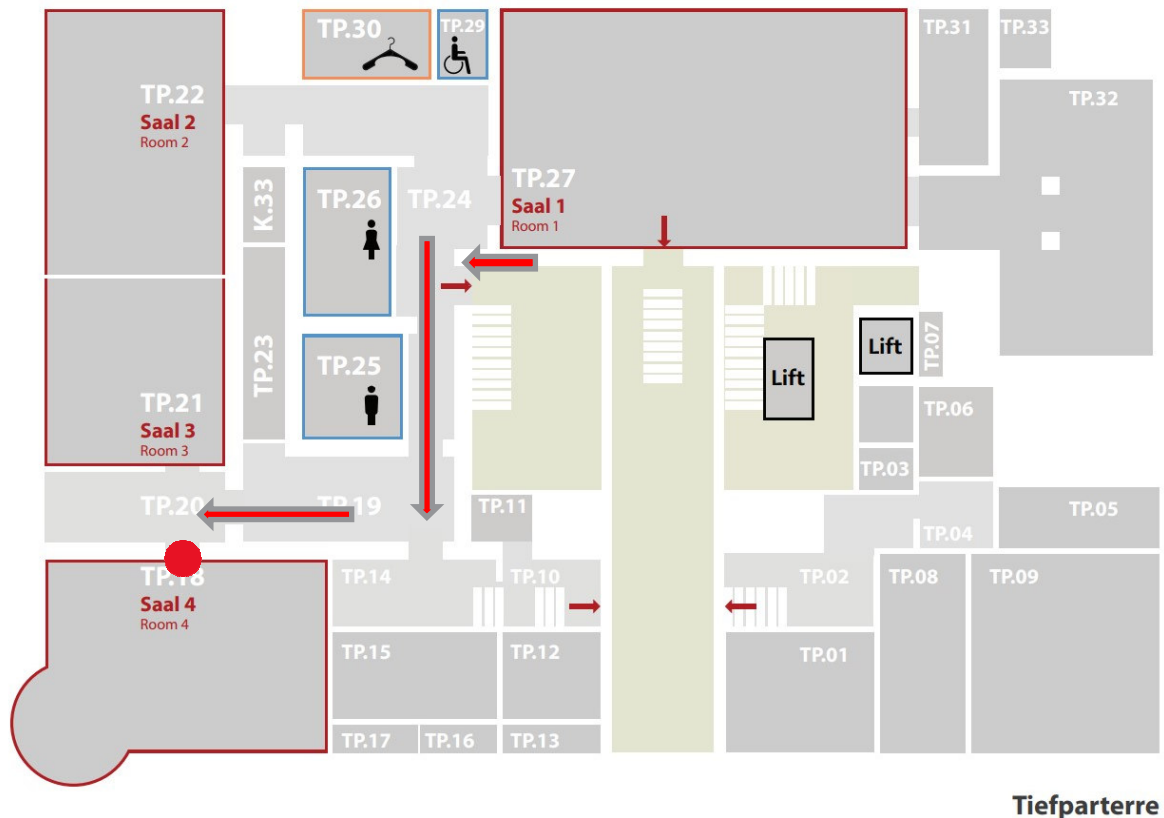 TP.30
TP.29
TP.31
TP.33
TP.22
Saal 2
Room 2
TP.32
TP.27
Saal 1
Room 1
K.33
TP.26
TP.24
TP.23
TP.25
Lift
Lift
TP.07
TP.21
Saal 3
Room 3
TP.06
TP.03
TP.20
TP.19
TP.11
TP.05
TP.04
TP.18
Saal 4
Room 4
TP.14
TP.10
TP.02
TP.08
TP.09
TP.15
TP.12
TP.01
TP.17
TP.16
TP.13
Tiefparterre